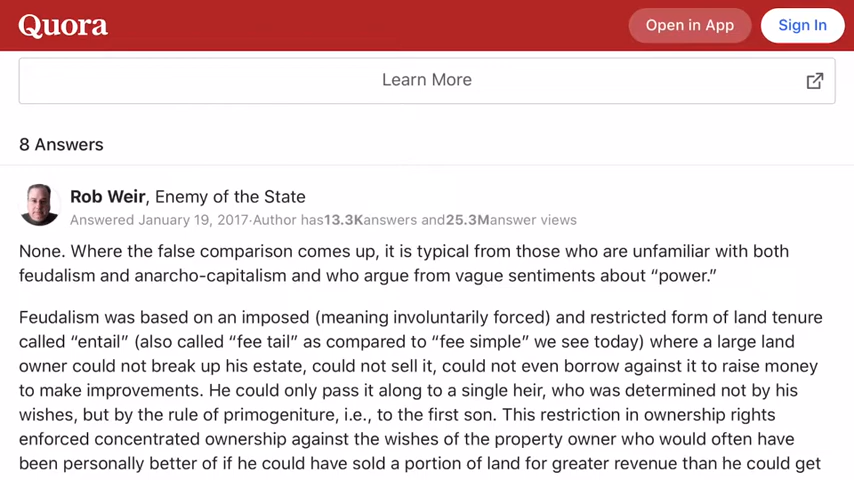 Quora
Open in App
Sign In
Learn More
8 Answers
Rob Weir, Enemy of the State
Answered January 19, 2017·Author has13.3Kanswers and25.3Manswer views
None. Where the false comparison comes up, it is typical from those who are unfamiliar with both
feudalism and anarcho-capitalism and who argue from vague sentiments about “power.”
Feudalism was based on an imposed (meaning involuntarily forced) and restricted form of land tenure
called “entail” (also called “fee tail” as compared to “fee simple” we see today) where a large land
owner could not break up his estate, could not sell it, could not even borrow against it to raise money
to make improvements. He could only pass it along to a single heir, who was determined not by his
wishes, but by the rule of primogeniture, i.e., to the first son. This restriction in ownership rights
enforced concentrated ownership against the wishes of the property owner who would often have
been personally better of if he could have sold a portion of land for greater revenue than he could get